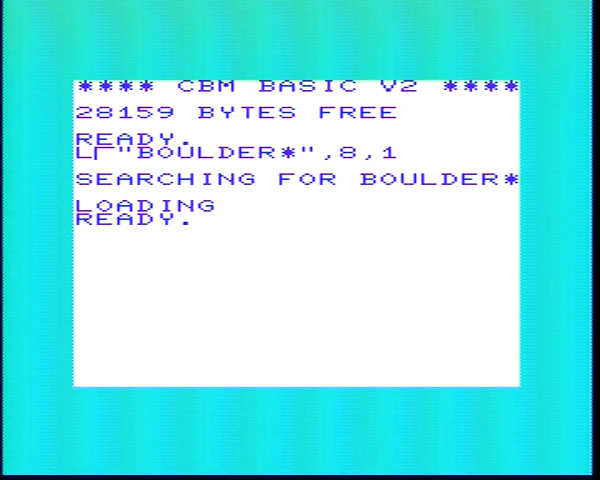 **** CBM BASIC V2 ****
28159 BYTES FREE
READY.
L┌"BOULDER*",8,1
SEARCHING FOR BOULDER*
LOADING
READY.